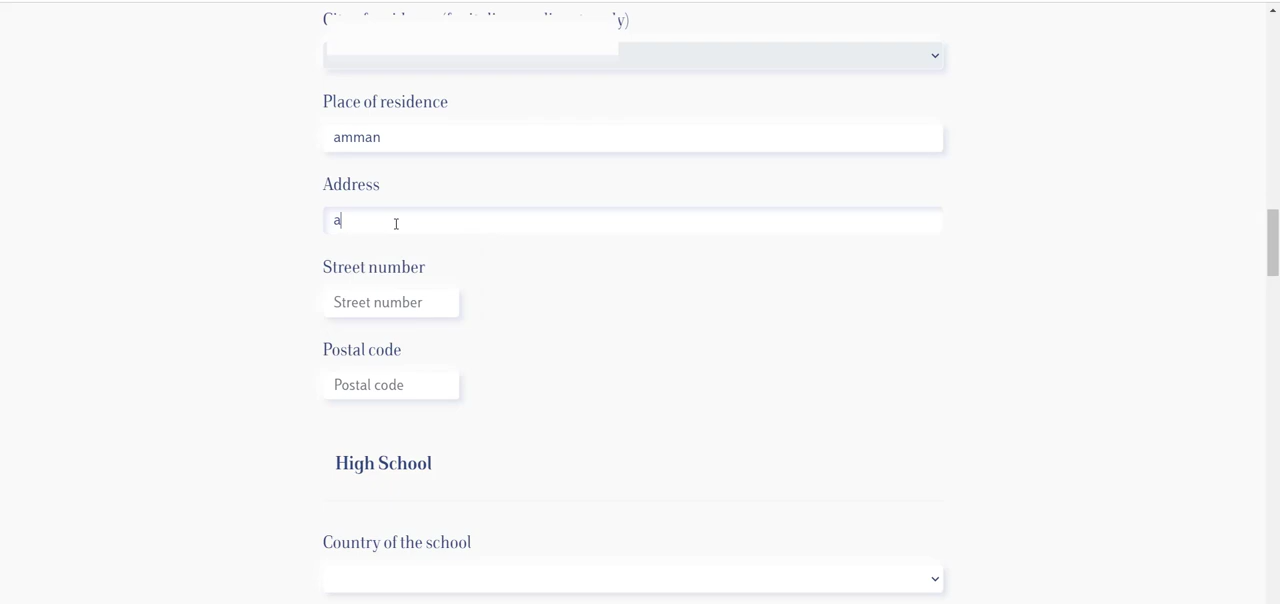 Place of residence
amman
Address
a
Street number
Street number
Postal code
Postal code
High School
Country of the school